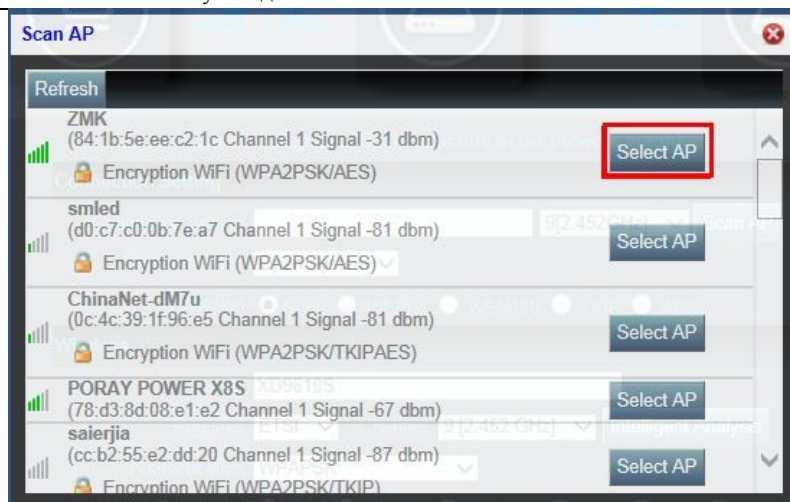 Scan AP
Refresh
ZMK
(84:1b:5e:ee:c2:1c Channel 1 Signal -31 dbm)
Select AP
Encryption WiFi (WPA2PSK/AES)
smled
(d0:c7:c0:0b:7e:a7 Channel 1 Signal -81 dbm)
Select AP
Encryption WiFi (WPA2PSK/AES)
ChinaNet-dM7u
(0c:4c:39:1f:96:e5 Channel 1 Signal -81 dbm)
Select AP
Encryption WiFi (WPA2PSK/TKIPAES)
PORAY POWER X8S
(78:d3:8d:08:e1:e2 Channel 1 Signal -67 dbm)
Select AP
saierjia
(cc:b2:55:e2:dd:20 Channel 1 Signal -87 dbm)
Select AP
Encryption WiFi (WPA2PSK/TKIP)